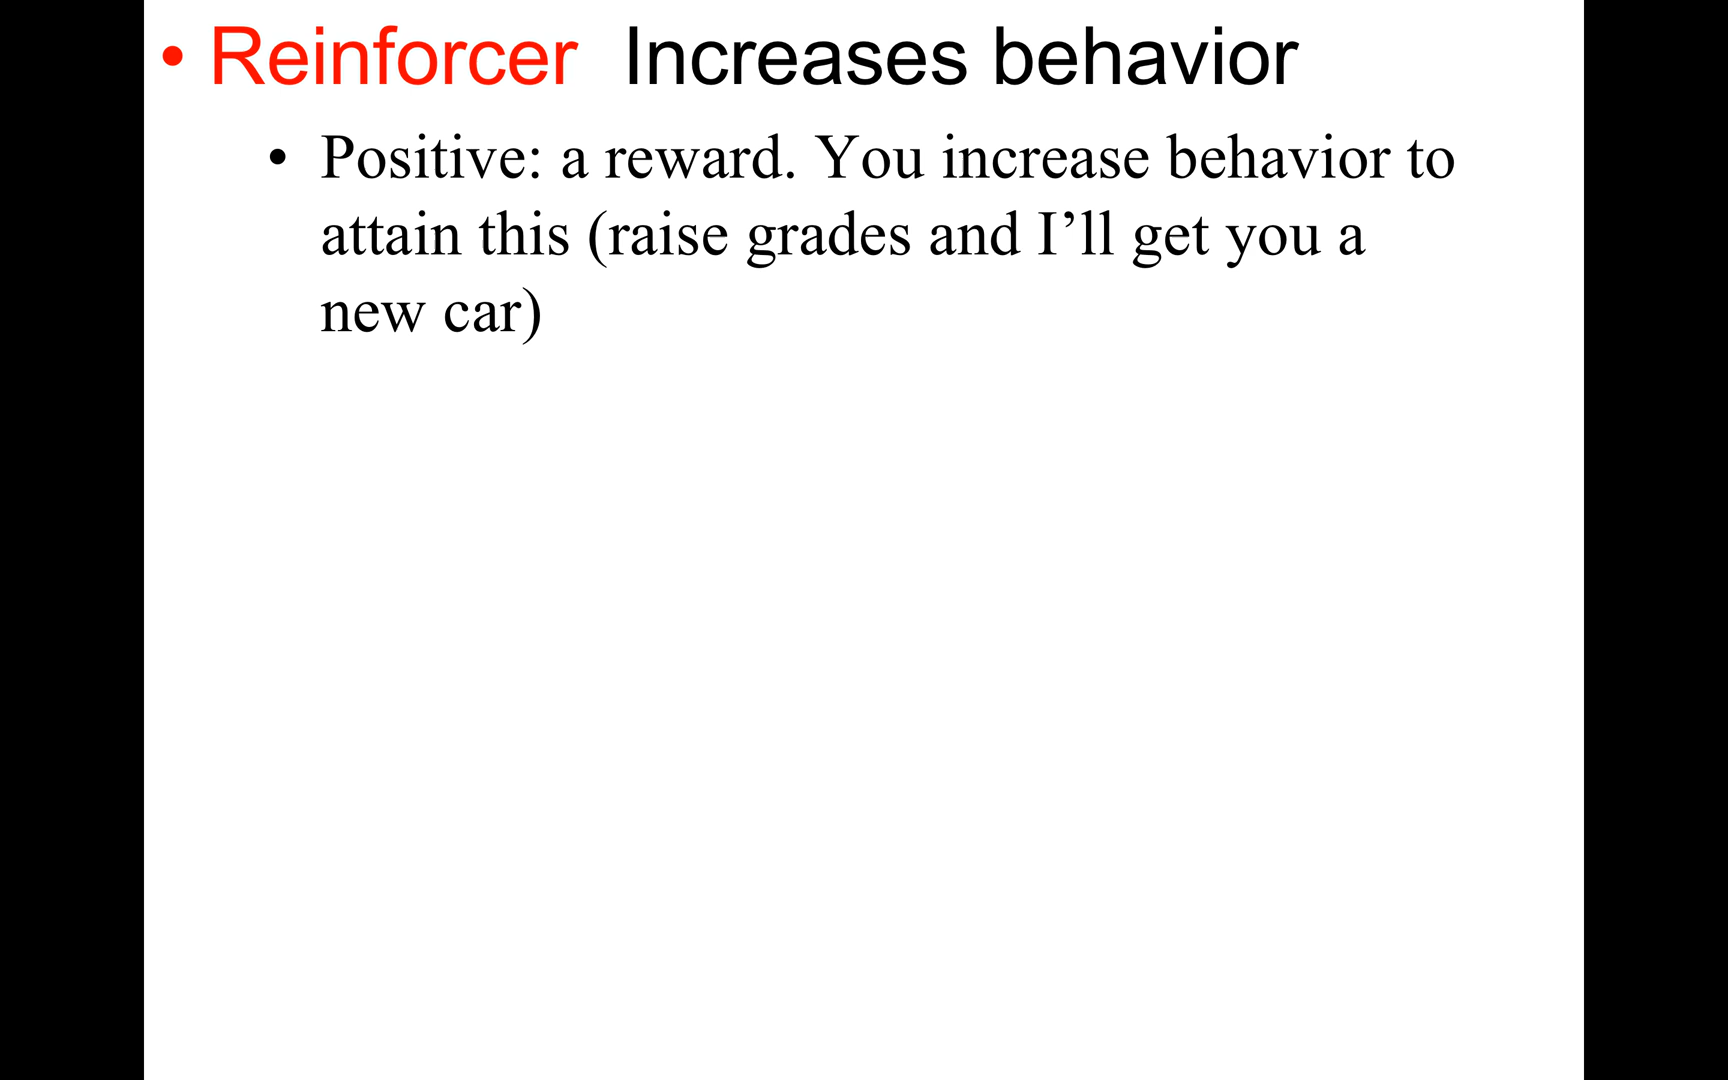 • Reinforcer  Increases behavior
• Positive: a reward. You increase behavior to
attain this (raise grades and I’ll get you a
new car)